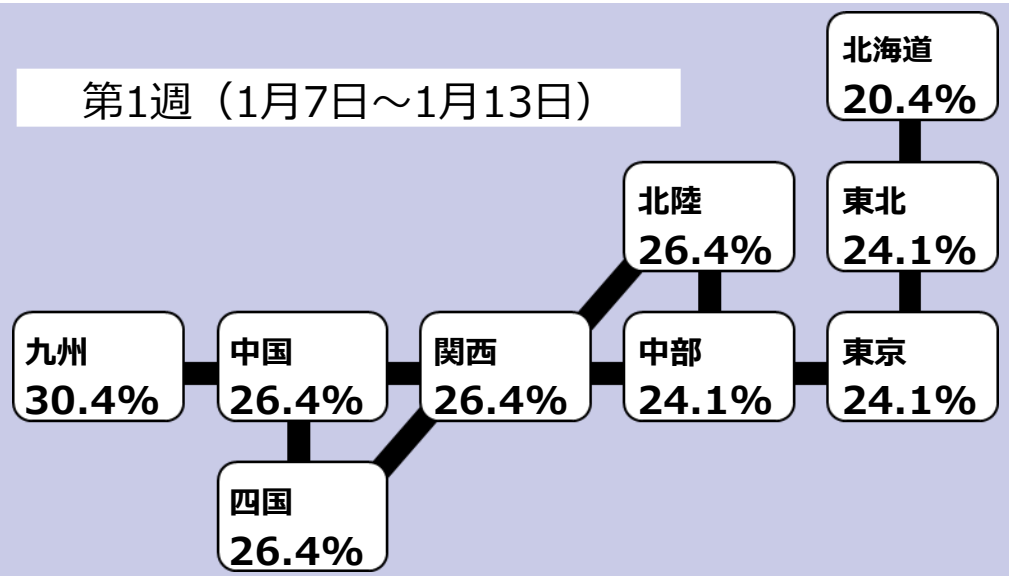 第1週（1月7日～1月13日）
北海道
20.4%
北陸
26.4%
東北
24.1%
九州
30.4%
中国
26.4%
関西
26.4%
中部
24.1%
東京
24.1%
四国
26.4%